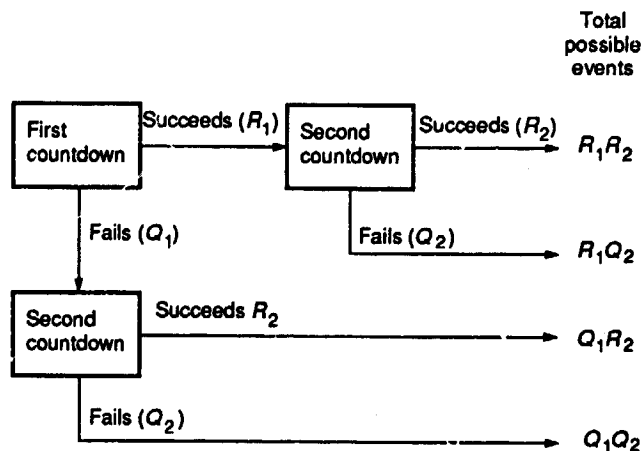 Total
possible
events
First
countdown
Succeeds (R₁)
Second
countdown
Succeeds (R₂)
R₁R₂
Fails (Q₁)
Fails (Q₂)
R₁Q₂
Second
countdown
Succeeds R₂
Q₁R₂
Fails (Q₂)
Q₁Q₂